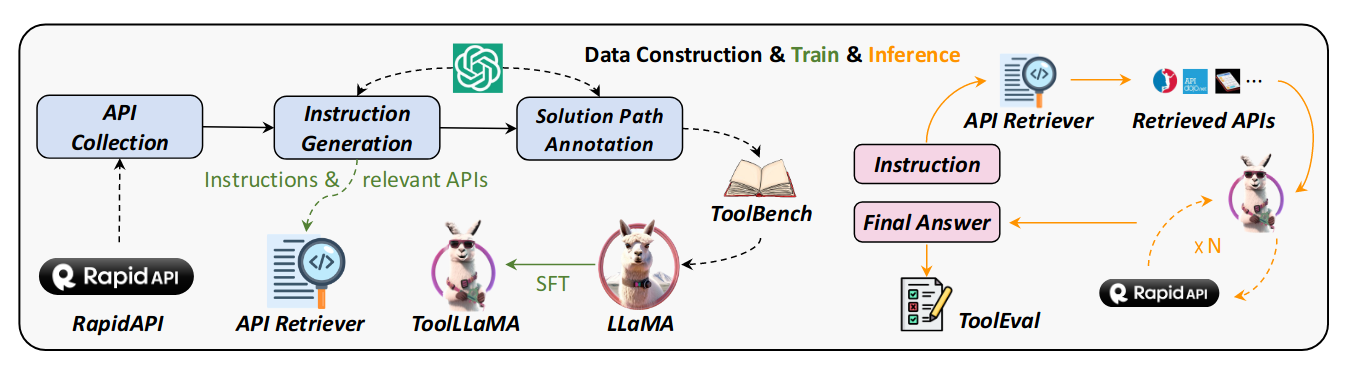 Data Construction & Train & Inference
API
Collection
Instruction
Generation
Solution Path
Annotation
Instructions & relevant APIs
ToolBench
Rapid API
RapidAPI
API Retriever
ToolLLaMA
SFT
LLaMA
API Retriever
Retrieved APIs
...
Instruction
Final Answer
x N
Rapid API
ToolEval